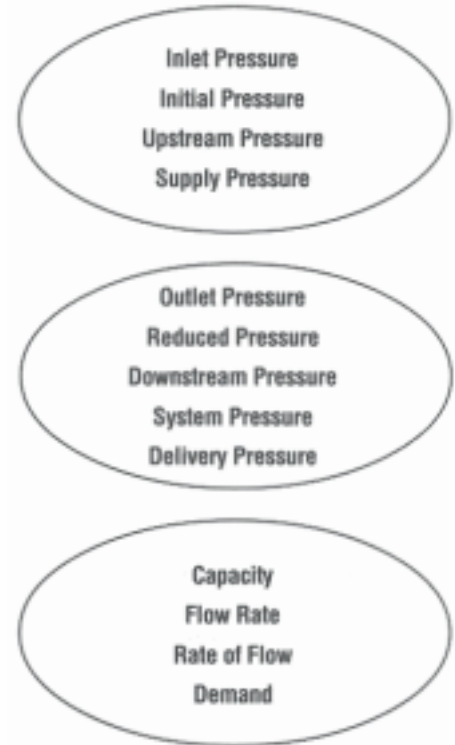 Inlet Pressure
Initial Pressure
Upstream Pressure
Supply Pressure
Outlet Pressure
Reduced Pressure
Downstream Pressure
System Pressure
Delivery Pressure
Capacity
Flow Rate
Rate of Flow
Demand